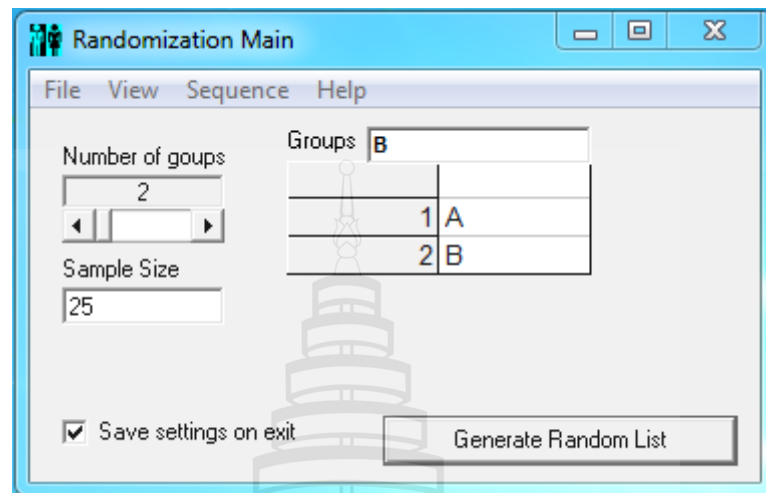 Randomization Main
File View Sequence Help
Groups B
Number of goups
2
1 A
2 B
Sample Size
25
Save settings on exit
Generate Random List